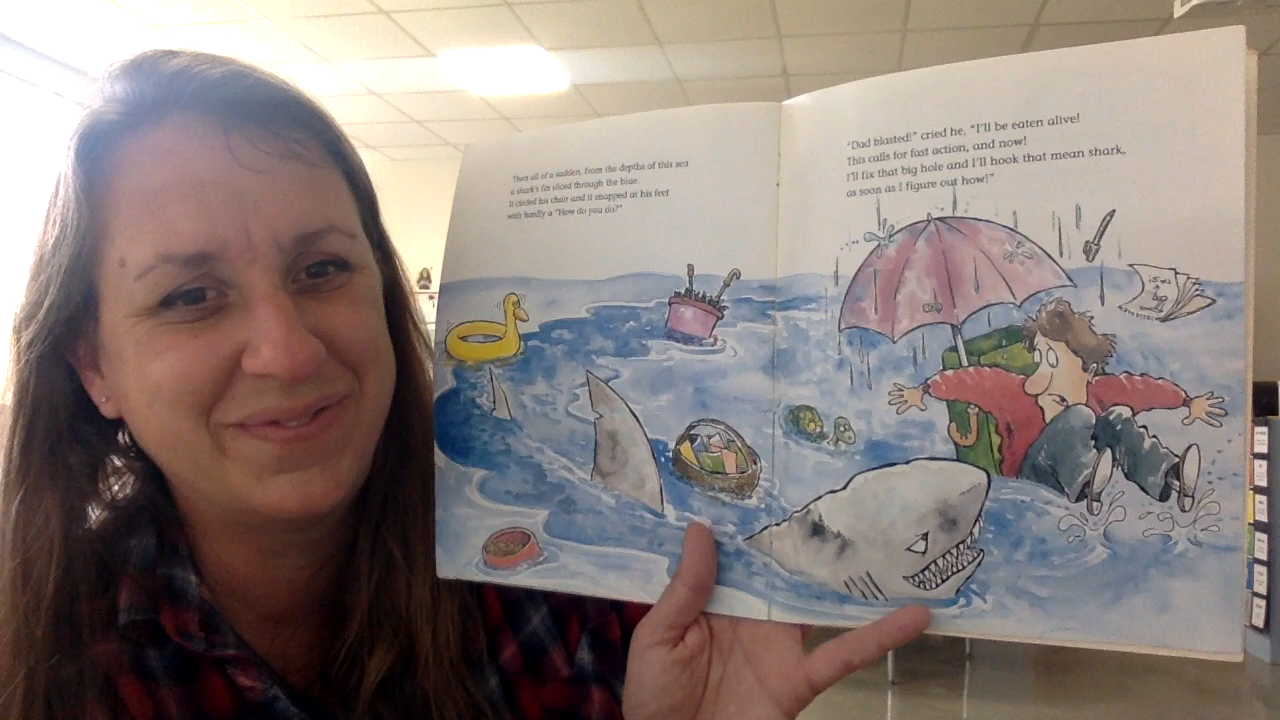 Then all of a sudden, from the depths of this sea
a shark's fin sliced through the blue.
It circled his chair and it snapped at his feet
with hardly a "How do you do?"
"Dad blasted!" cried he, "I'll be eaten alive!
This calls for fast action, and now!
I'll fix that big hole and I'll hook that mean shark,
as soon as I figure out how!"